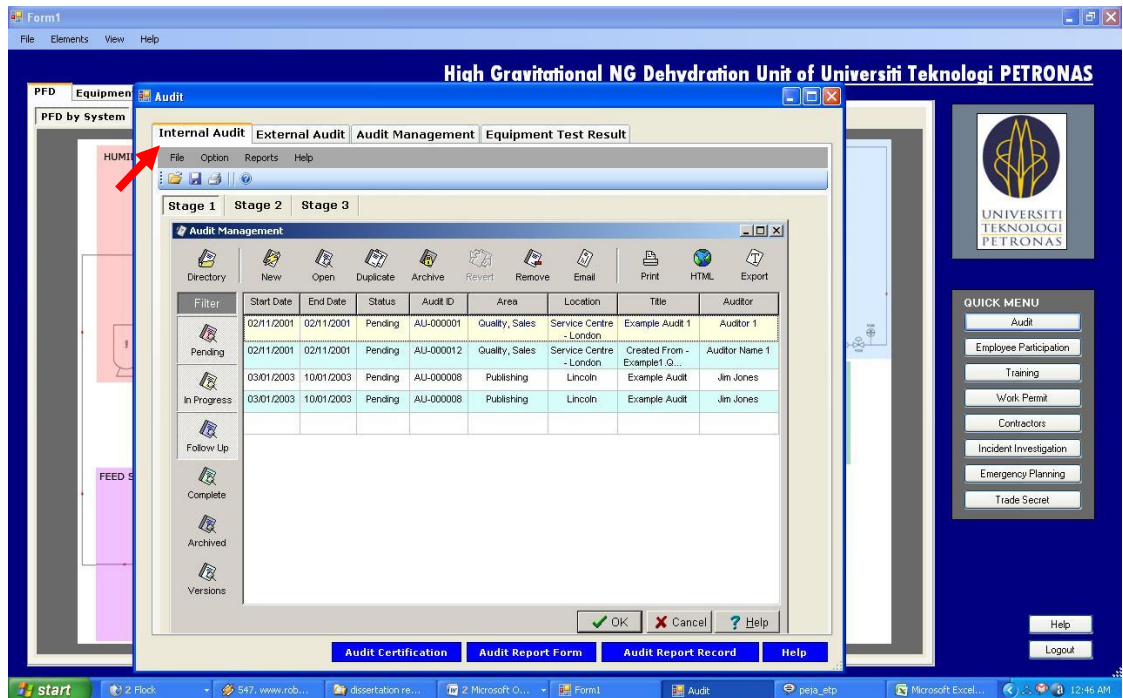 Form1
File Elements View Help
High Gravitational NG Dehydration Unit of Universiti Teknologi PETRONAS
PFD Equipmen
Audit
PFD by System
Internal Audit External Audit Audit Management Equipment Test Result
HUMI
File Option Reports Help
Stage 1 Stage 2 Stage 3
Audit Management
Directory New Open Duplicate Archive Revert Remove Email Print HTML Export
Filter Start Date End Date Status Audit ID Area Location Title Auditor
02/11/2001 02/11/2001 Pending AU-000001 Quality, Sales Service Centre - London Example Audit 1 Auditor 1
Pending
02/11/2001 02/11/2001 Pending AU-000012 Quality, Sales Service Centre - London Created From - Example1.Q... Auditor Name 1
03/01/2003 10/01/2003 Pending AU-000008 Publishing Lincoln Example Audit Jim Jones
In Progress
03/01/2003 10/01/2003 Pending AU-000008 Publishing Lincoln Example Audit Jim Jones
Follow Up
FEED S
Complete
Archived
Versions
OK Cancel Help
Audit Certification Audit Report Form Audit Report Record Help
UNIVERSITI
TEKNOLOGI
PETRONAS
QUICK MENU
Audit
Employee Participation
Training
Work Permit
Contractors
Incident Investigation
Emergency Planning
Trade Secret
Help
Logout
start 2 Flock 547. www.rob... dissertation re... 2 Microsoft O... Form1 Audit peja_etp Microsoft Excel... 12:46 AM